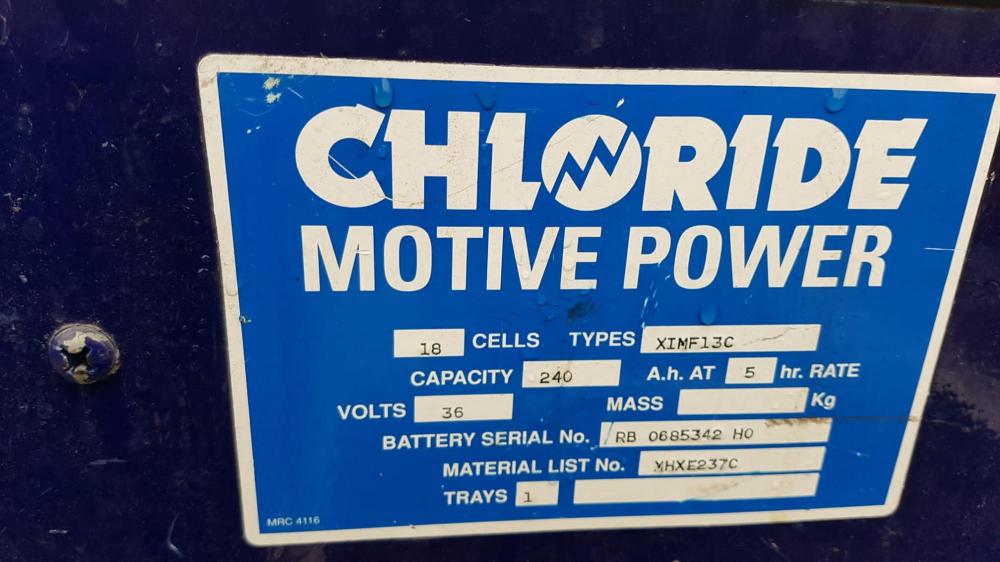 CHLORIDE
MOTIVE POWER
18 CELLS TYPES XIMF13C
CAPACITY 240 A.h. AT 5 hr. RATE
VOLTS 36 MASS Kg
BATTERY SERIAL No. RB 0685342 H0
MATERIAL LIST No. MHXE237C
TRAYS 1
MRC 4116